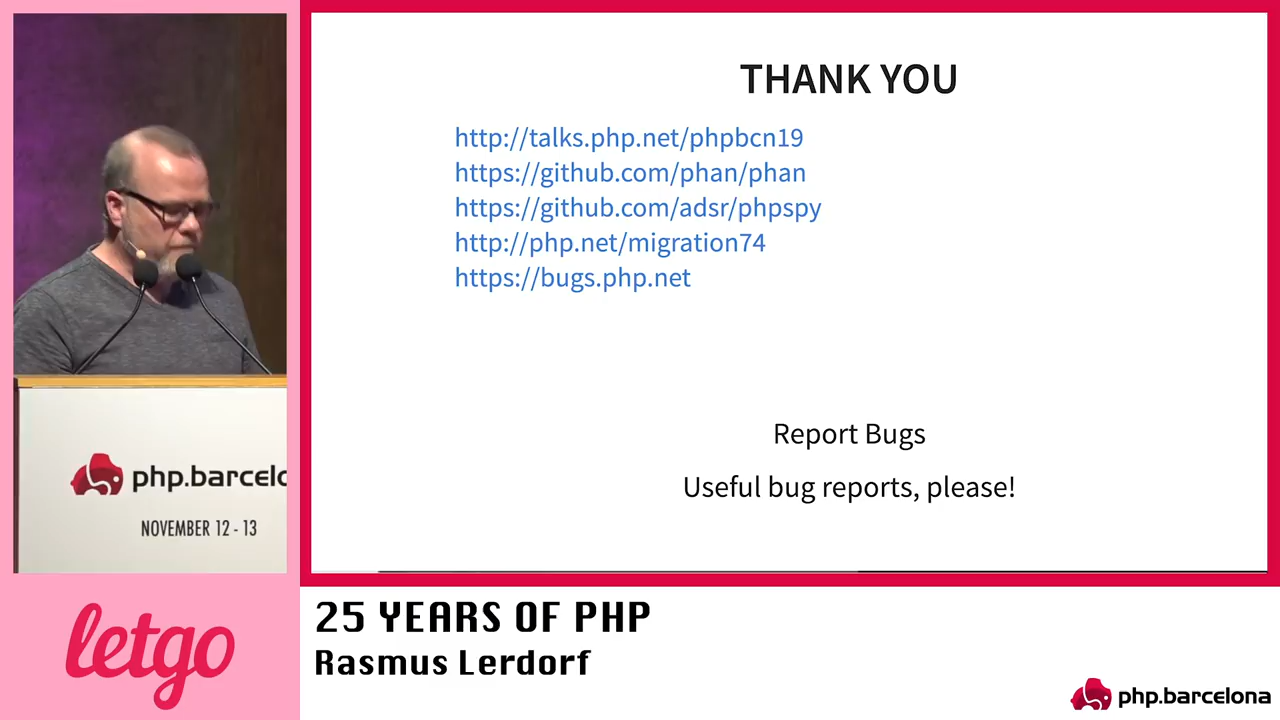 THANK YOU
http://talks.php.net/phpbcn19
https://github.com/phan/phan
https://github.com/adsr/phpspy
http://php.net/migration74
https://bugs.php.net
Report Bugs
Useful bug reports, please!
php.barcelo
NOVEMBER 12 - 13
letgo
25 YEARS OF PHP
Rasmus Lerdorf
php.barcelona